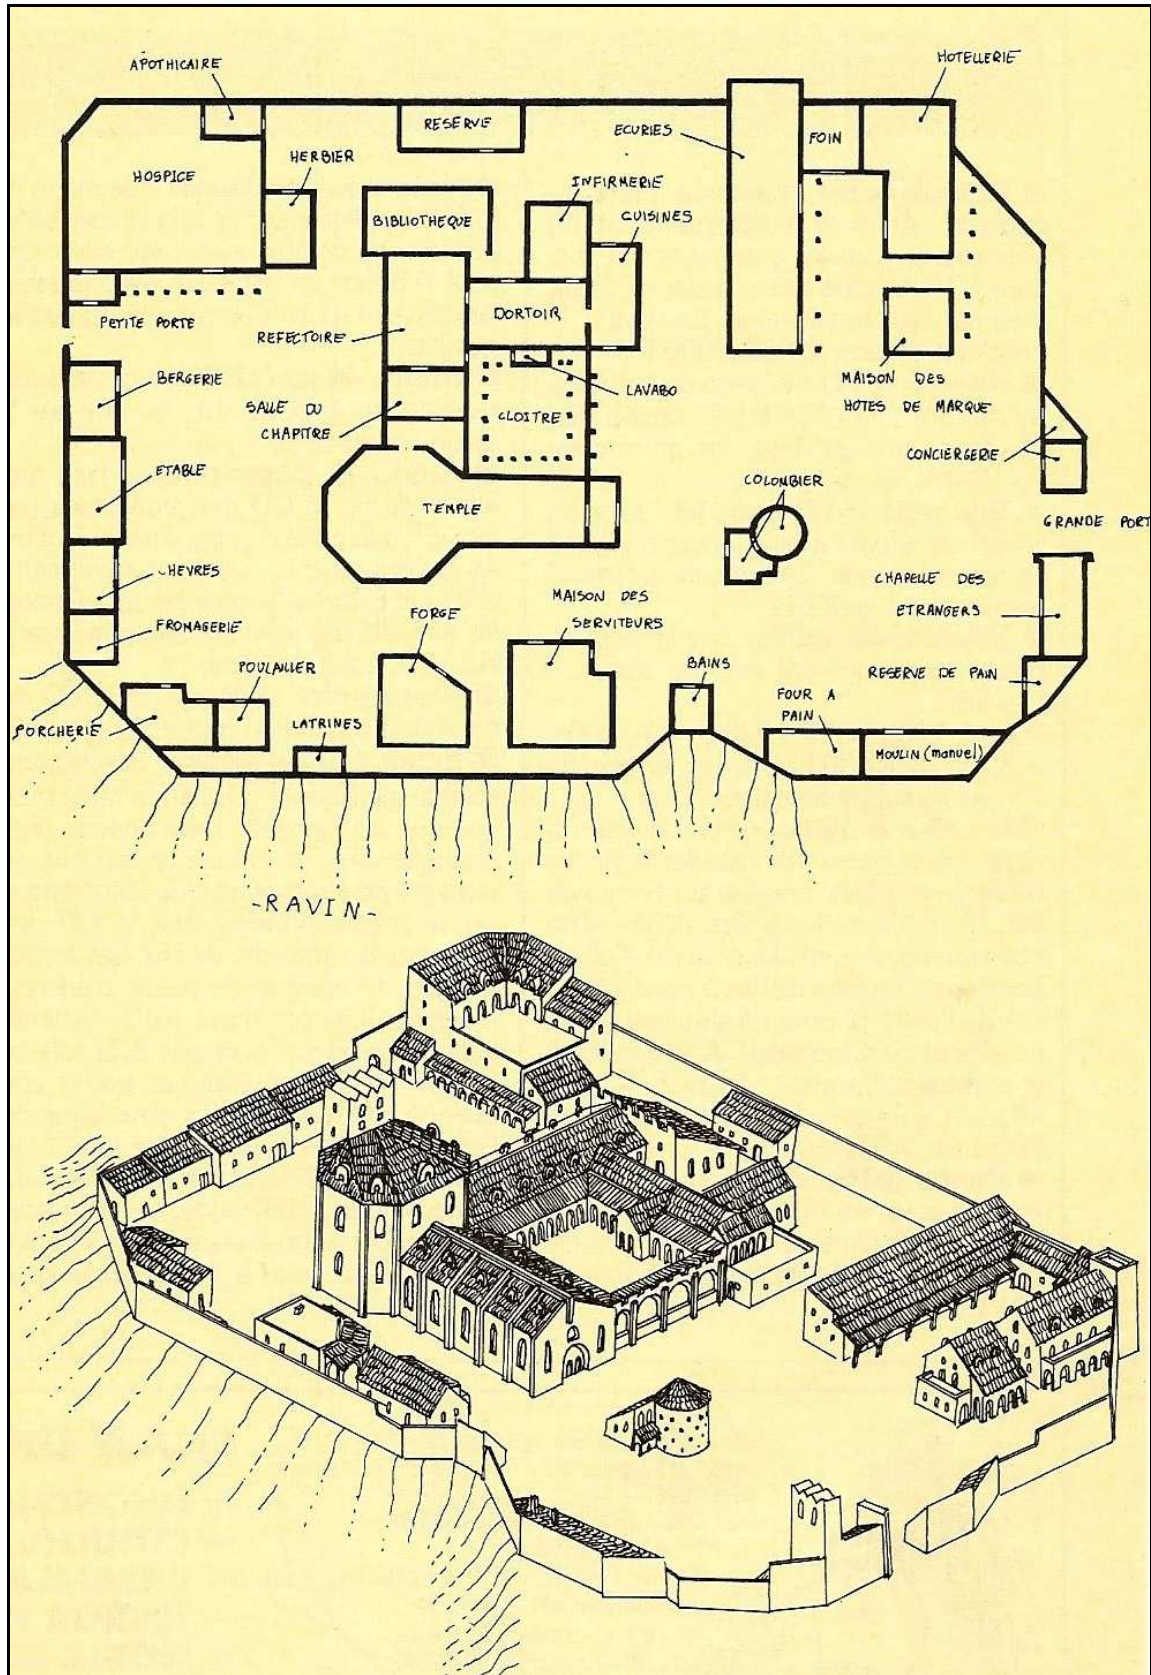 APOTHICAIRE
HOTELLERIE
RESERVE
ECURIES
FOIN
HERBIER
HOSPICE
INFIRMERIE
BIBLIOTHEQUE
CUISINES
PETITE PORTE
DORTOIR
REFECTOIRE
BERGERIE
LAVABO
MAISON DES
HOTES DE MARQUE
SALLE DU
CHAPITRE
CLOITRE
CONCIERGERIE
ETABLE
COLOMBIER
TEMPLE
GRANDE PORT
CHEVRES
CHAPELLE DES
ETRANGERS
MAISON DES
SERVITEURS
FORGE
FROMAGERIE
POULAILLER
BAINS
RESERVE DE PAIN
FOUR A
PAIN
PORCHERIE
LATRINES
MOULIN (manuel)
-RAVIN-